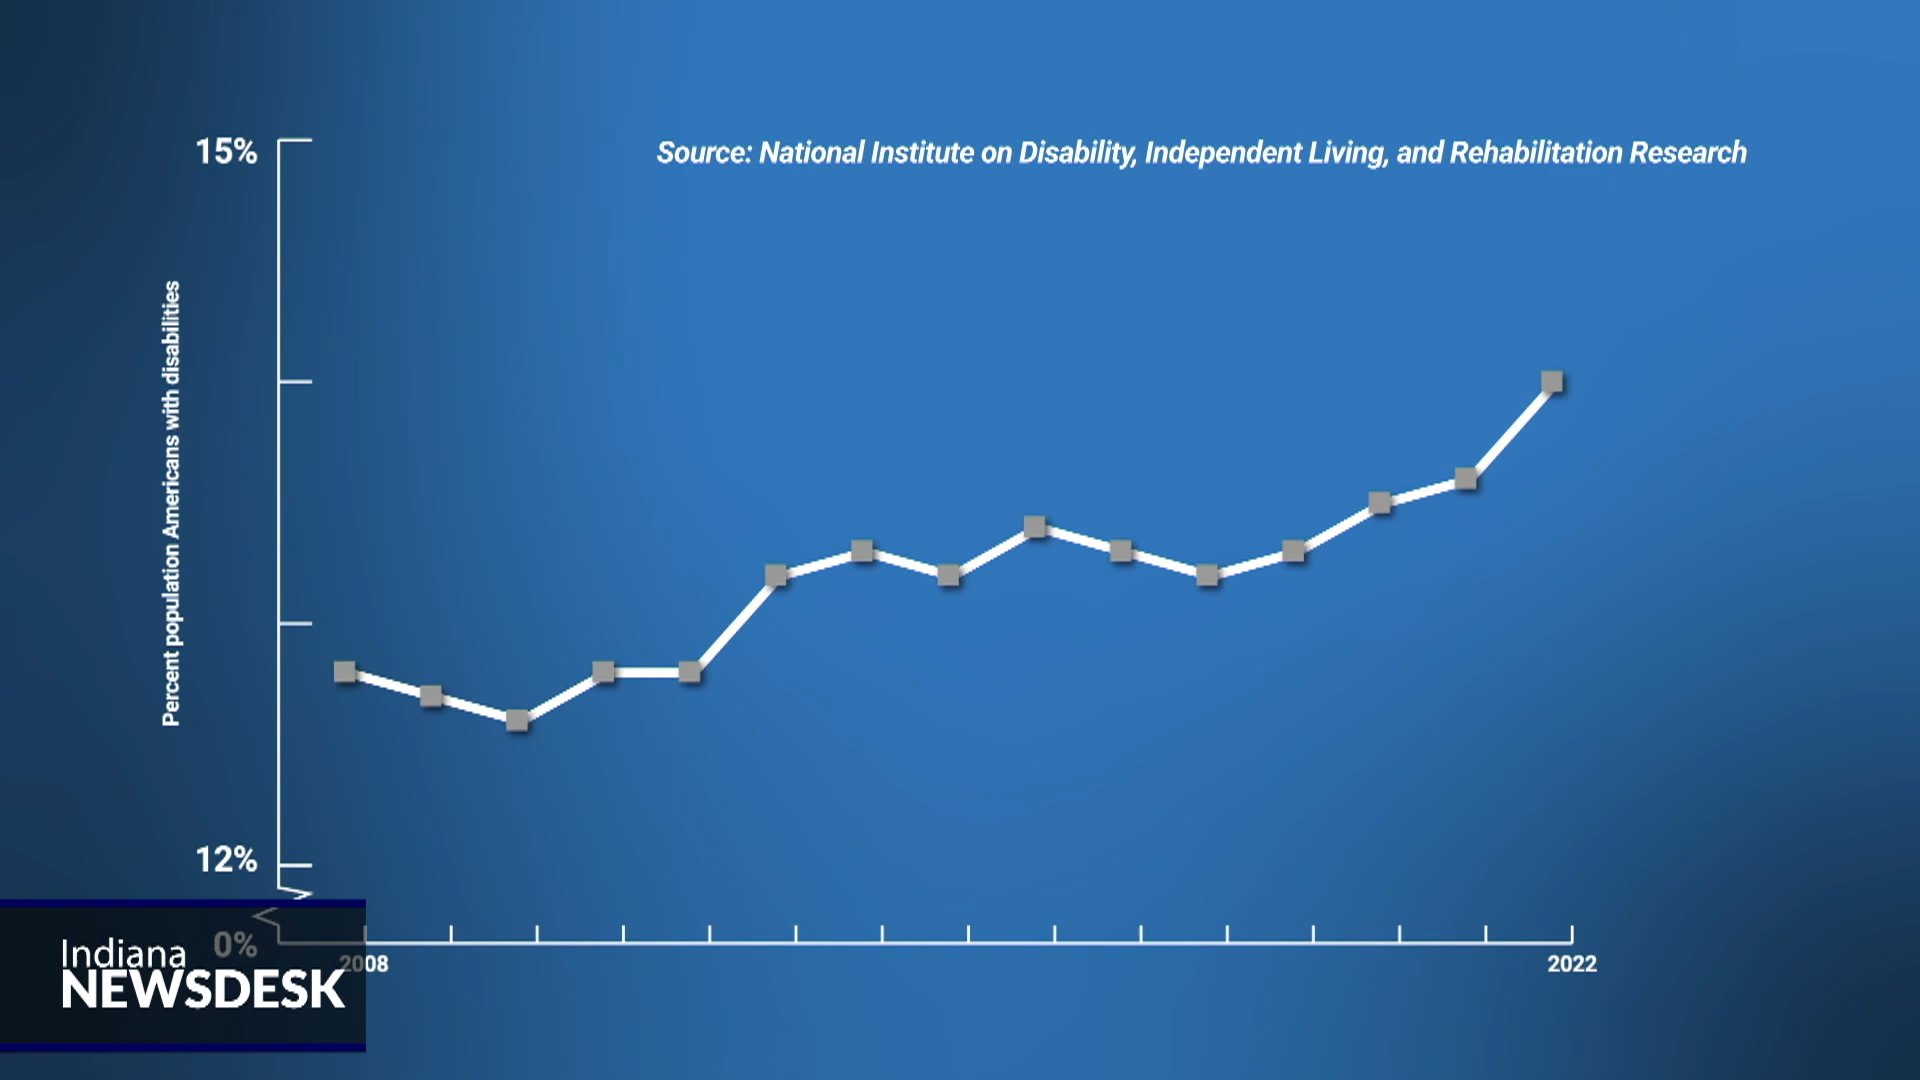 15%
Source: National Institute on Disability, Independent Living, and Rehabilitation Research
Percent population Americans with disabilities
12%
0%
2008
2022
Indiana
NEWSDESK